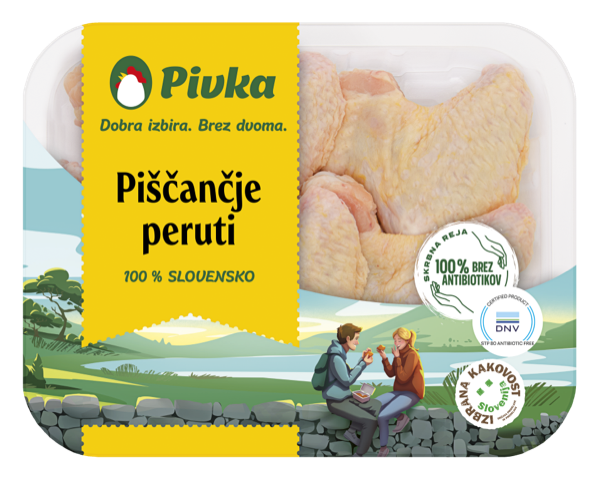 Pivka
Dobra izbira. Brez dvoma.
Piščančje
peruti
100 % SLOVENSKO
SKRBNA REJA
100% BREZ
ANTIBIOTIKOV
CERTIFIED PRODUCT
DNV
STP 80 ANTIBIOTIC FREE
IZBRANA KAKOVOST
Slovenija